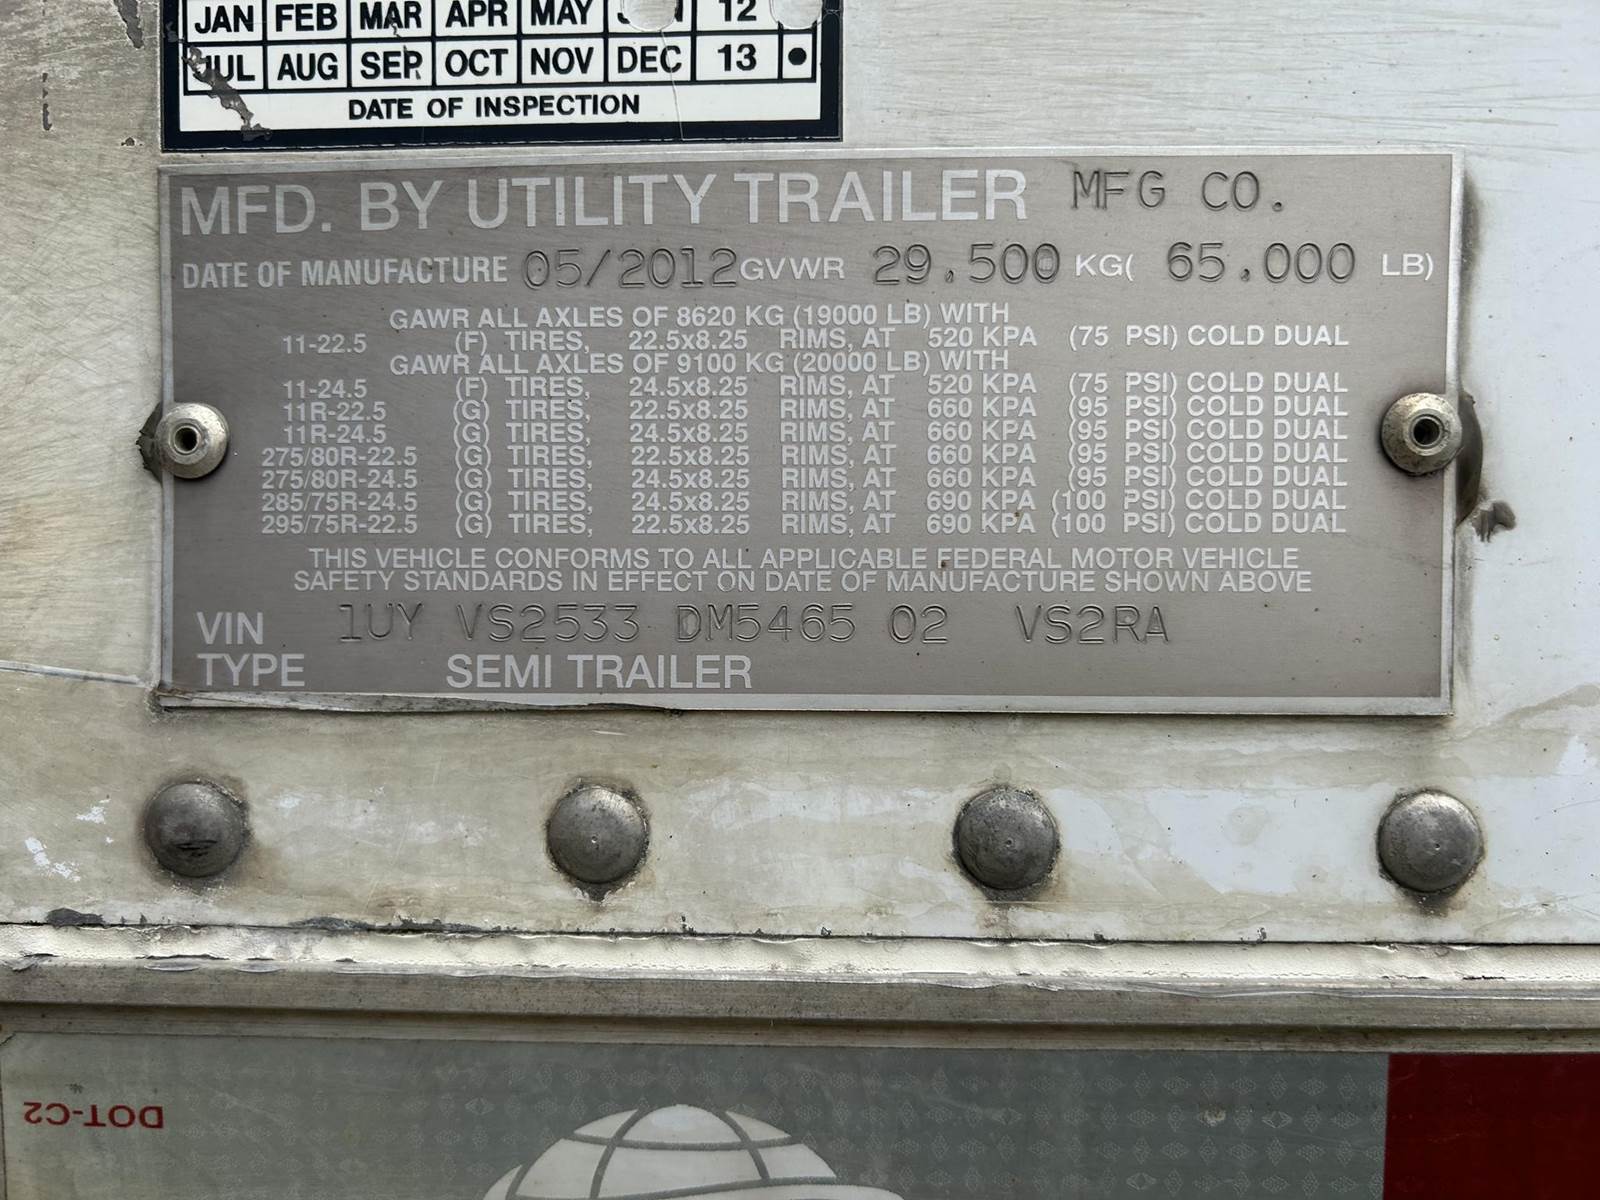 JAN FEB MAR APR MAY JUN 12
JUL AUG SEP OCT NOV DEC 13
DATE OF INSPECTION
MFD. BY UTILITY TRAILER MFG CO.
DATE OF MANUFACTURE 05/2012 GVWR 29.500 KG( 65.000 LB)
GAWR ALL AXLES OF 8620 KG (19000 LB) WITH
11-22.5 (F) TIRES, 22.5x8.25 RIMS, AT 520 KPA (75 PSI) COLD DUAL
GAWR ALL AXLES OF 9100 KG (20000 LB) WITH
11-24.5 (F) TIRES, 24.5x8.25 RIMS, AT 520 KPA (75 PSI) COLD DUAL
11R-22.5 (G) TIRES, 22.5x8.25 RIMS, AT 660 KPA (95 PSI) COLD DUAL
11R-24.5 (G) TIRES, 24.5x8.25 RIMS, AT 660 KPA (95 PSI) COLD DUAL
275/80R-22.5 (G) TIRES, 22.5x8.25 RIMS, AT 660 KPA (95 PSI) COLD DUAL
275/80R-24.5 (G) TIRES, 24.5x8.25 RIMS, AT 660 KPA (95 PSI) COLD DUAL
285/75R-24.5 (G) TIRES, 24.5x8.25 RIMS, AT 690 KPA (100 PSI) COLD DUAL
295/75R-22.5 (G) TIRES, 22.5x8.25 RIMS, AT 690 KPA (100 PSI) COLD DUAL
THIS VEHICLE CONFORMS TO ALL APPLICABLE FEDERAL MOTOR VEHICLE
SAFETY STANDARDS IN EFFECT ON DATE OF MANUFACTURE SHOWN ABOVE
VIN 1UY VS2533 DM5465 02 VS2RA
TYPE SEMI TRAILER
DOT-C2